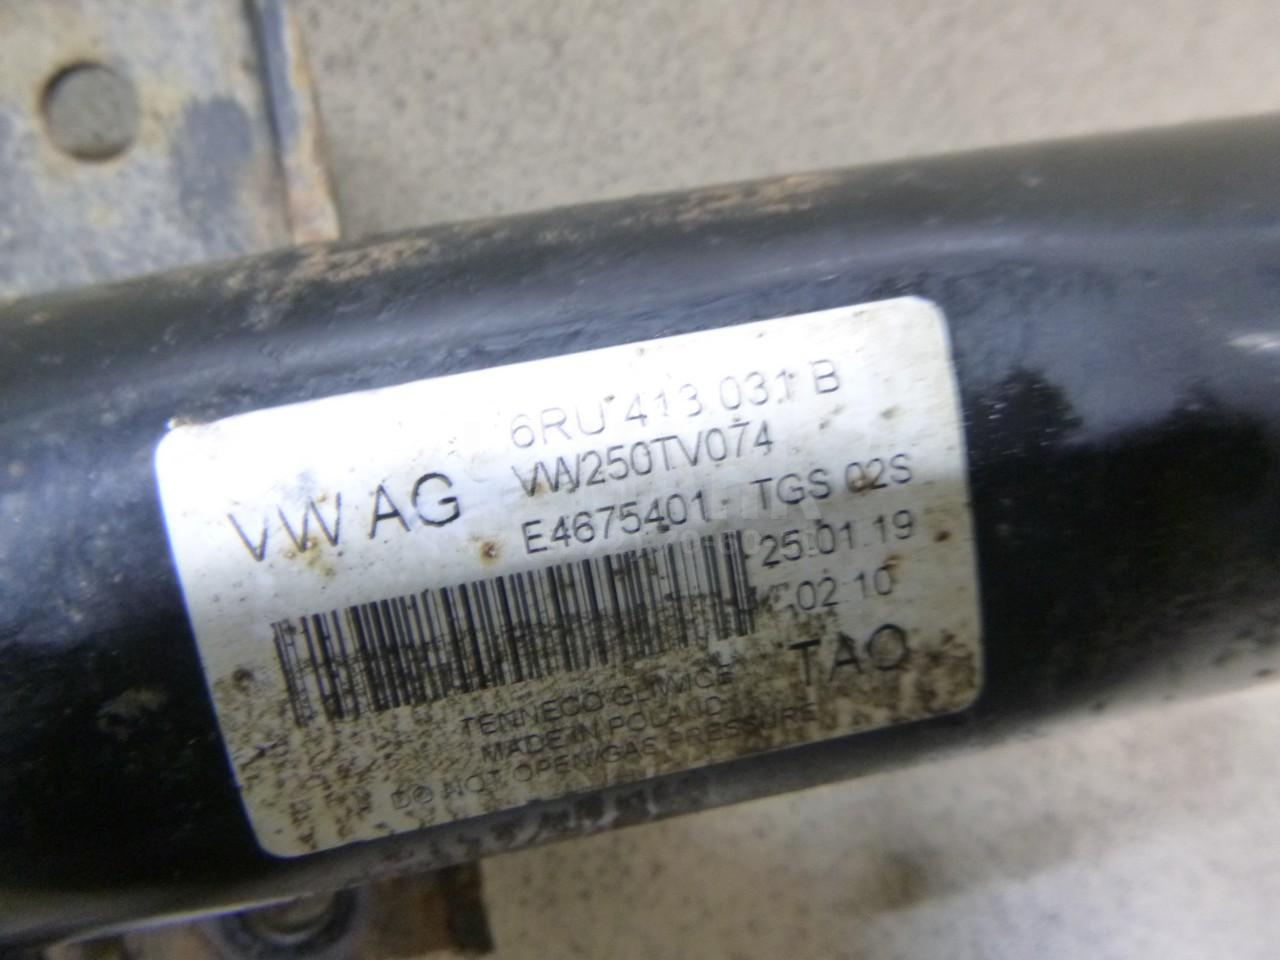 6RU 413 031 B
VW AG VW250TV074
E4675401 TGS 02S
25.01.19
02 10
TAO
TENNECO GLIWICE
MADE IN POLAND
DO NOT OPEN/GAS PRESSURE